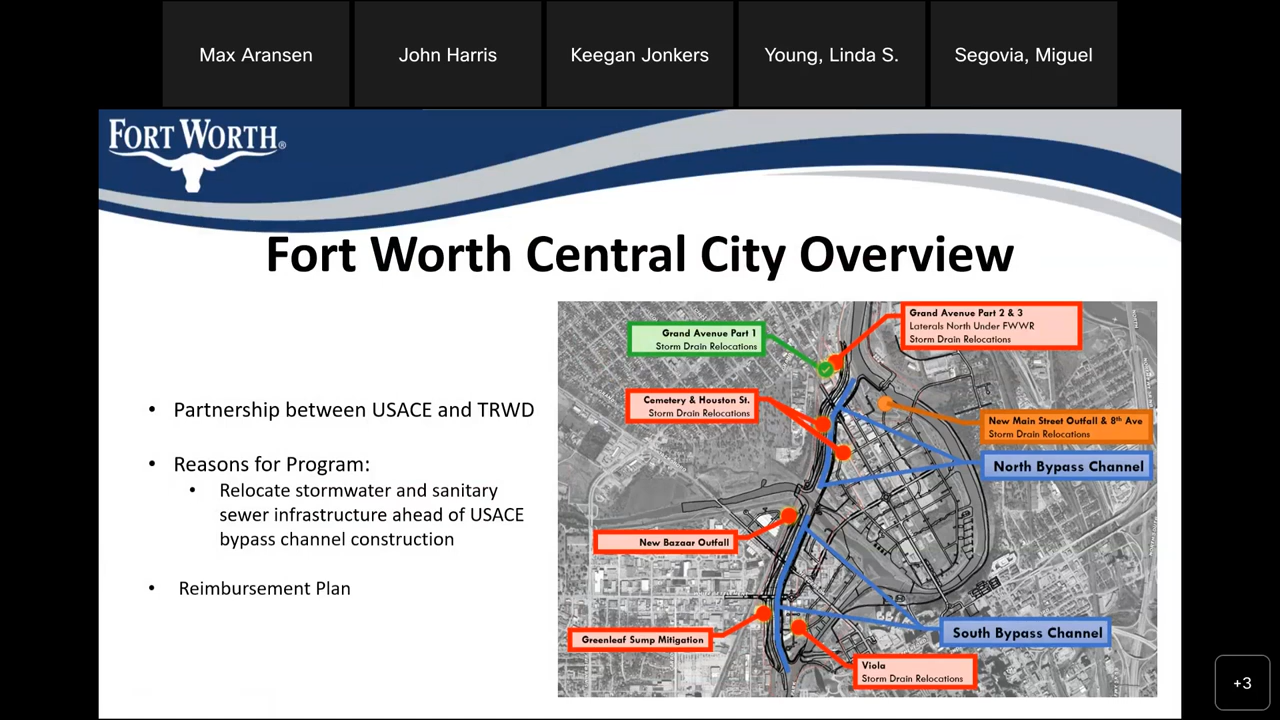 Max Aransen
John Harris
Keegan Jonkers
Young, Linda S.
Segovia, Miguel
FORT WORTH®
Fort Worth Central City Overview
• Partnership between USACE and TRWD
• Reasons for Program:
• Relocate stormwater and sanitary
sewer infrastructure ahead of USACE
bypass channel construction
• Reimbursement Plan
Grand Avenue Part 1
Storm Drain Relocations
Grand Avenue Part 2 & 3
Laterals North Under FWWR
Storm Drain Relocations
Cemetery & Houston St.
Storm Drain Relocations
New Main Street Outfall & 8th Ave
Storm Drain Relocations
North Bypass Channel
New Bazaar Outfall
Greenleaf Sump Mitigation
South Bypass Channel
Viola
Storm Drain Relocations
+3